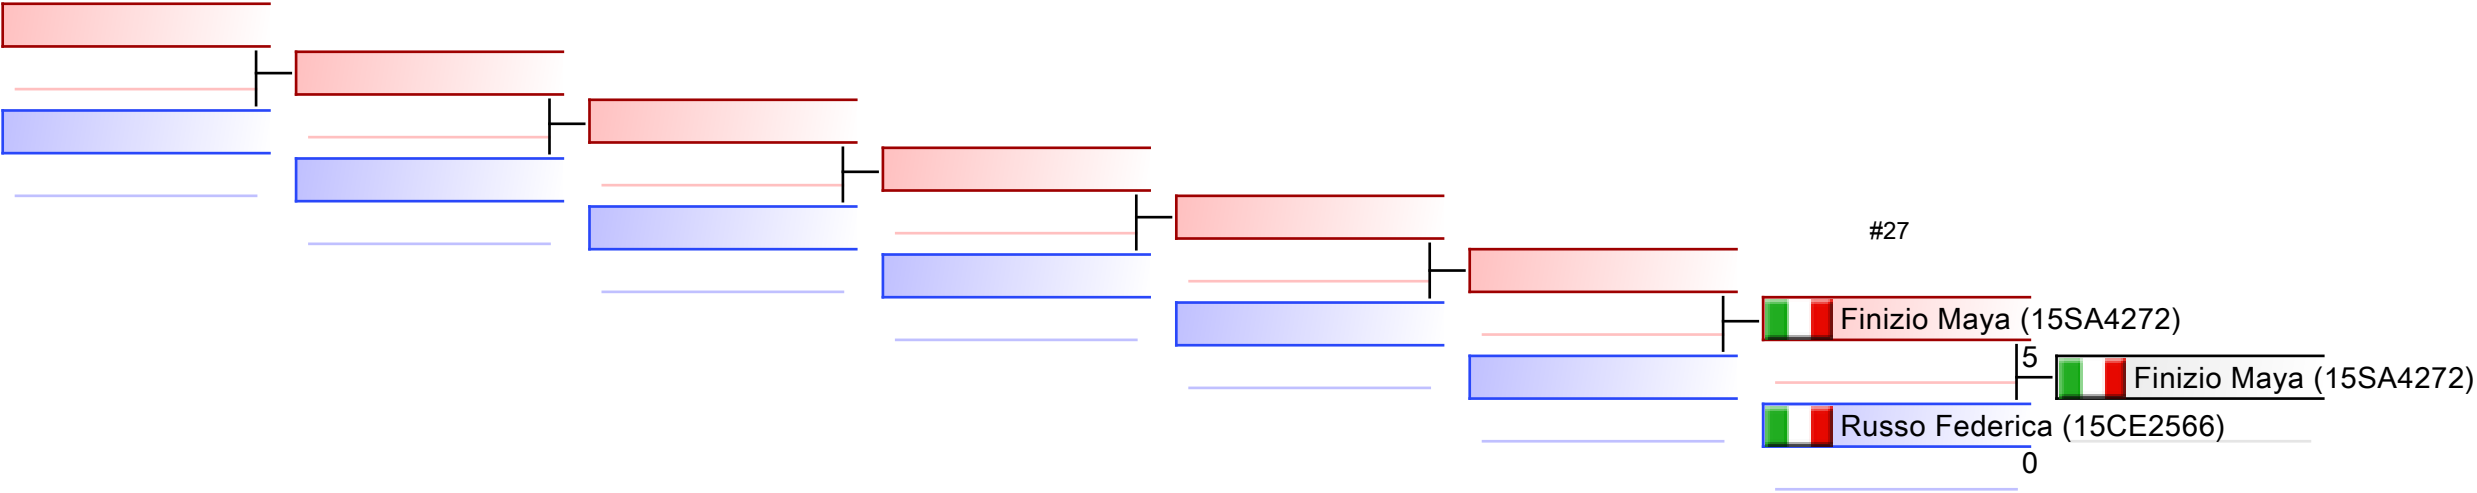 #27
Finizio Maya (15SA4272)
5
Finizio Maya (15SA4272)
Russo Federica (15CE2566)
0